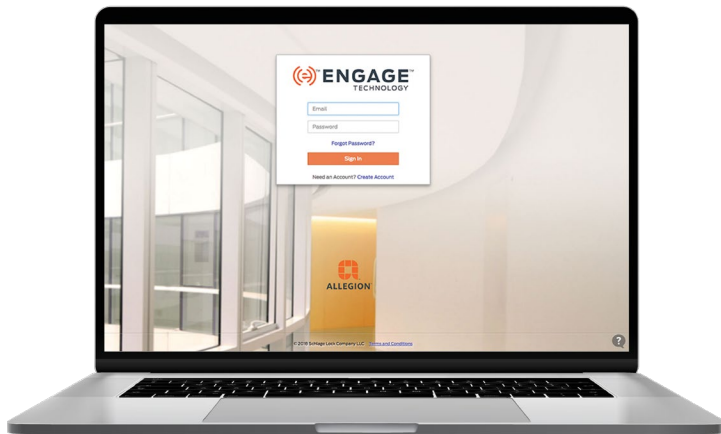 ENGAGE™
TECHNOLOGY
Email
Password
Forgot Password?
Sign In
Need an Account? Create Account
ALLEGION
© 2019 Schlage Lock Company LLC Terms and Conditions
?